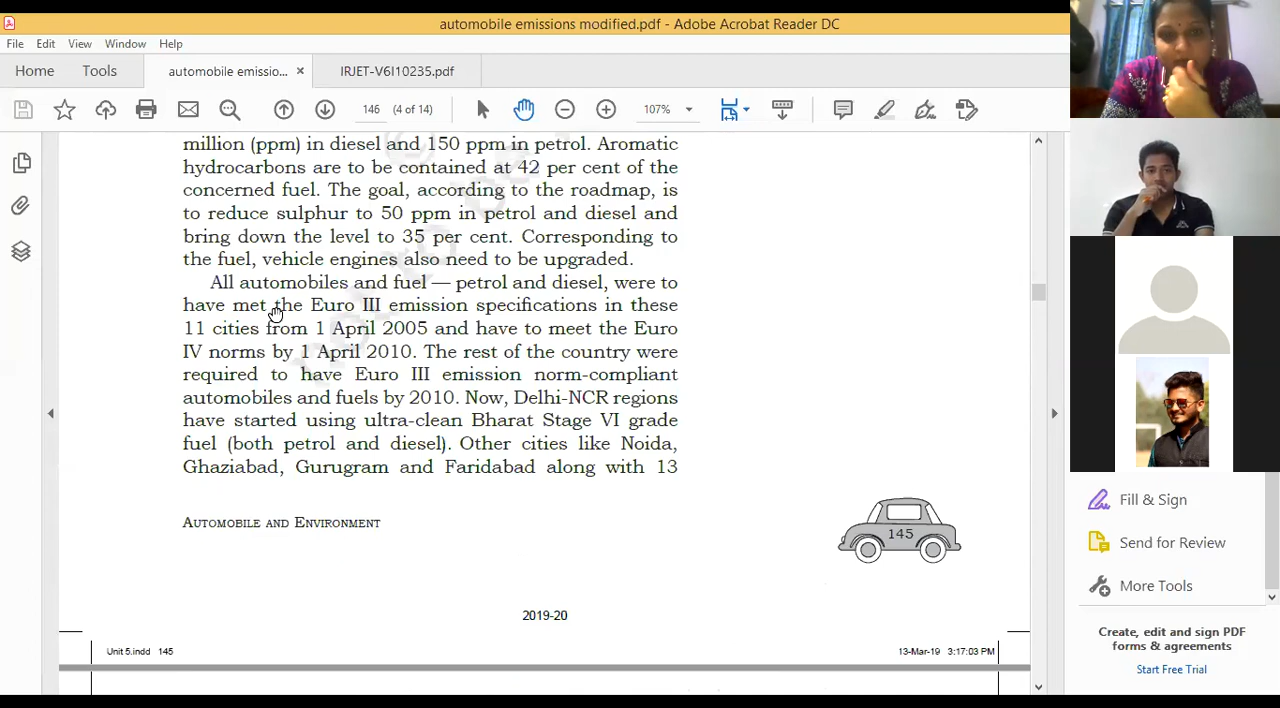 automobile emissions modified.pdf - Adobe Acrobat Reader DC
File Edit View Window Help
Home Tools automobile emissio... × IRJET-V6I10235.pdf
146 (4 of 14) 107%
million (ppm) in diesel and 150 ppm in petrol. Aromatic
hydrocarbons are to be contained at 42 per cent of the
concerned fuel. The goal, according to the roadmap, is
to reduce sulphur to 50 ppm in petrol and diesel and
bring down the level to 35 per cent. Corresponding to
the fuel, vehicle engines also need to be upgraded.
All automobiles and fuel — petrol and diesel, were to
have met the Euro III emission specifications in these
11 cities from 1 April 2005 and have to meet the Euro
IV norms by 1 April 2010. The rest of the country were
required to have Euro III emission norm-compliant
automobiles and fuels by 2010. Now, Delhi-NCR regions
have started using ultra-clean Bharat Stage VI grade
fuel (both petrol and diesel). Other cities like Noida,
Ghaziabad, Gurugram and Faridabad along with 13
AUTOMOBILE AND ENVIRONMENT
145
2019-20
Unit 5.indd 145
13-Mar-19 3:17:03 PM
Fill & Sign
Send for Review
More Tools
Create, edit and sign PDF
forms & agreements
Start Free Trial